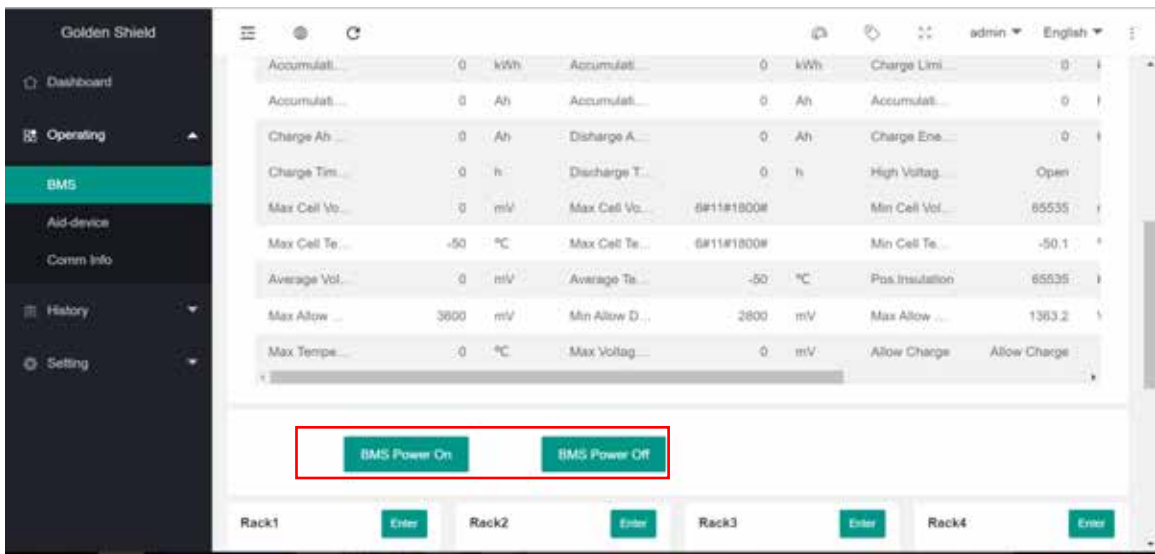 Golden Shield
admin English
Dashboard
Operating
BMS
Aid-device
Comm Info
History
Setting
Accumulati... 0 kWh Accumulati... 0 kWh Charge Limi... 0
Accumulati... 0 Ah Accumulati... 0 Ah Accumulati... 0
Charge Ah ... 0 Ah Disharge A... 0 Ah Charge Ene... 0
Charge Tim... 0 h Discharge T... 0 h High Voltag... Open
Max Cell Vo... 0 mV Max Cell Vo... 6#11#1800# Min Cell Vol... 65535
Max Cell Te... -50 ℃ Max Cell Te... 6#11#1800# Min Cell Te... -50.1
Average Vol... 0 mV Average Te... -50 ℃ Pos.Insulation 65535
Max Allow ... 3600 mV Min Allow D... 2800 mV Max Allow ... 1363.2
Max Tempe... 0 ℃ Max Voltag... 0 mV Allow Charge Allow Charge
BMS Power On BMS Power Off
Rack1 Enter Rack2 Enter Rack3 Enter Rack4 Enter